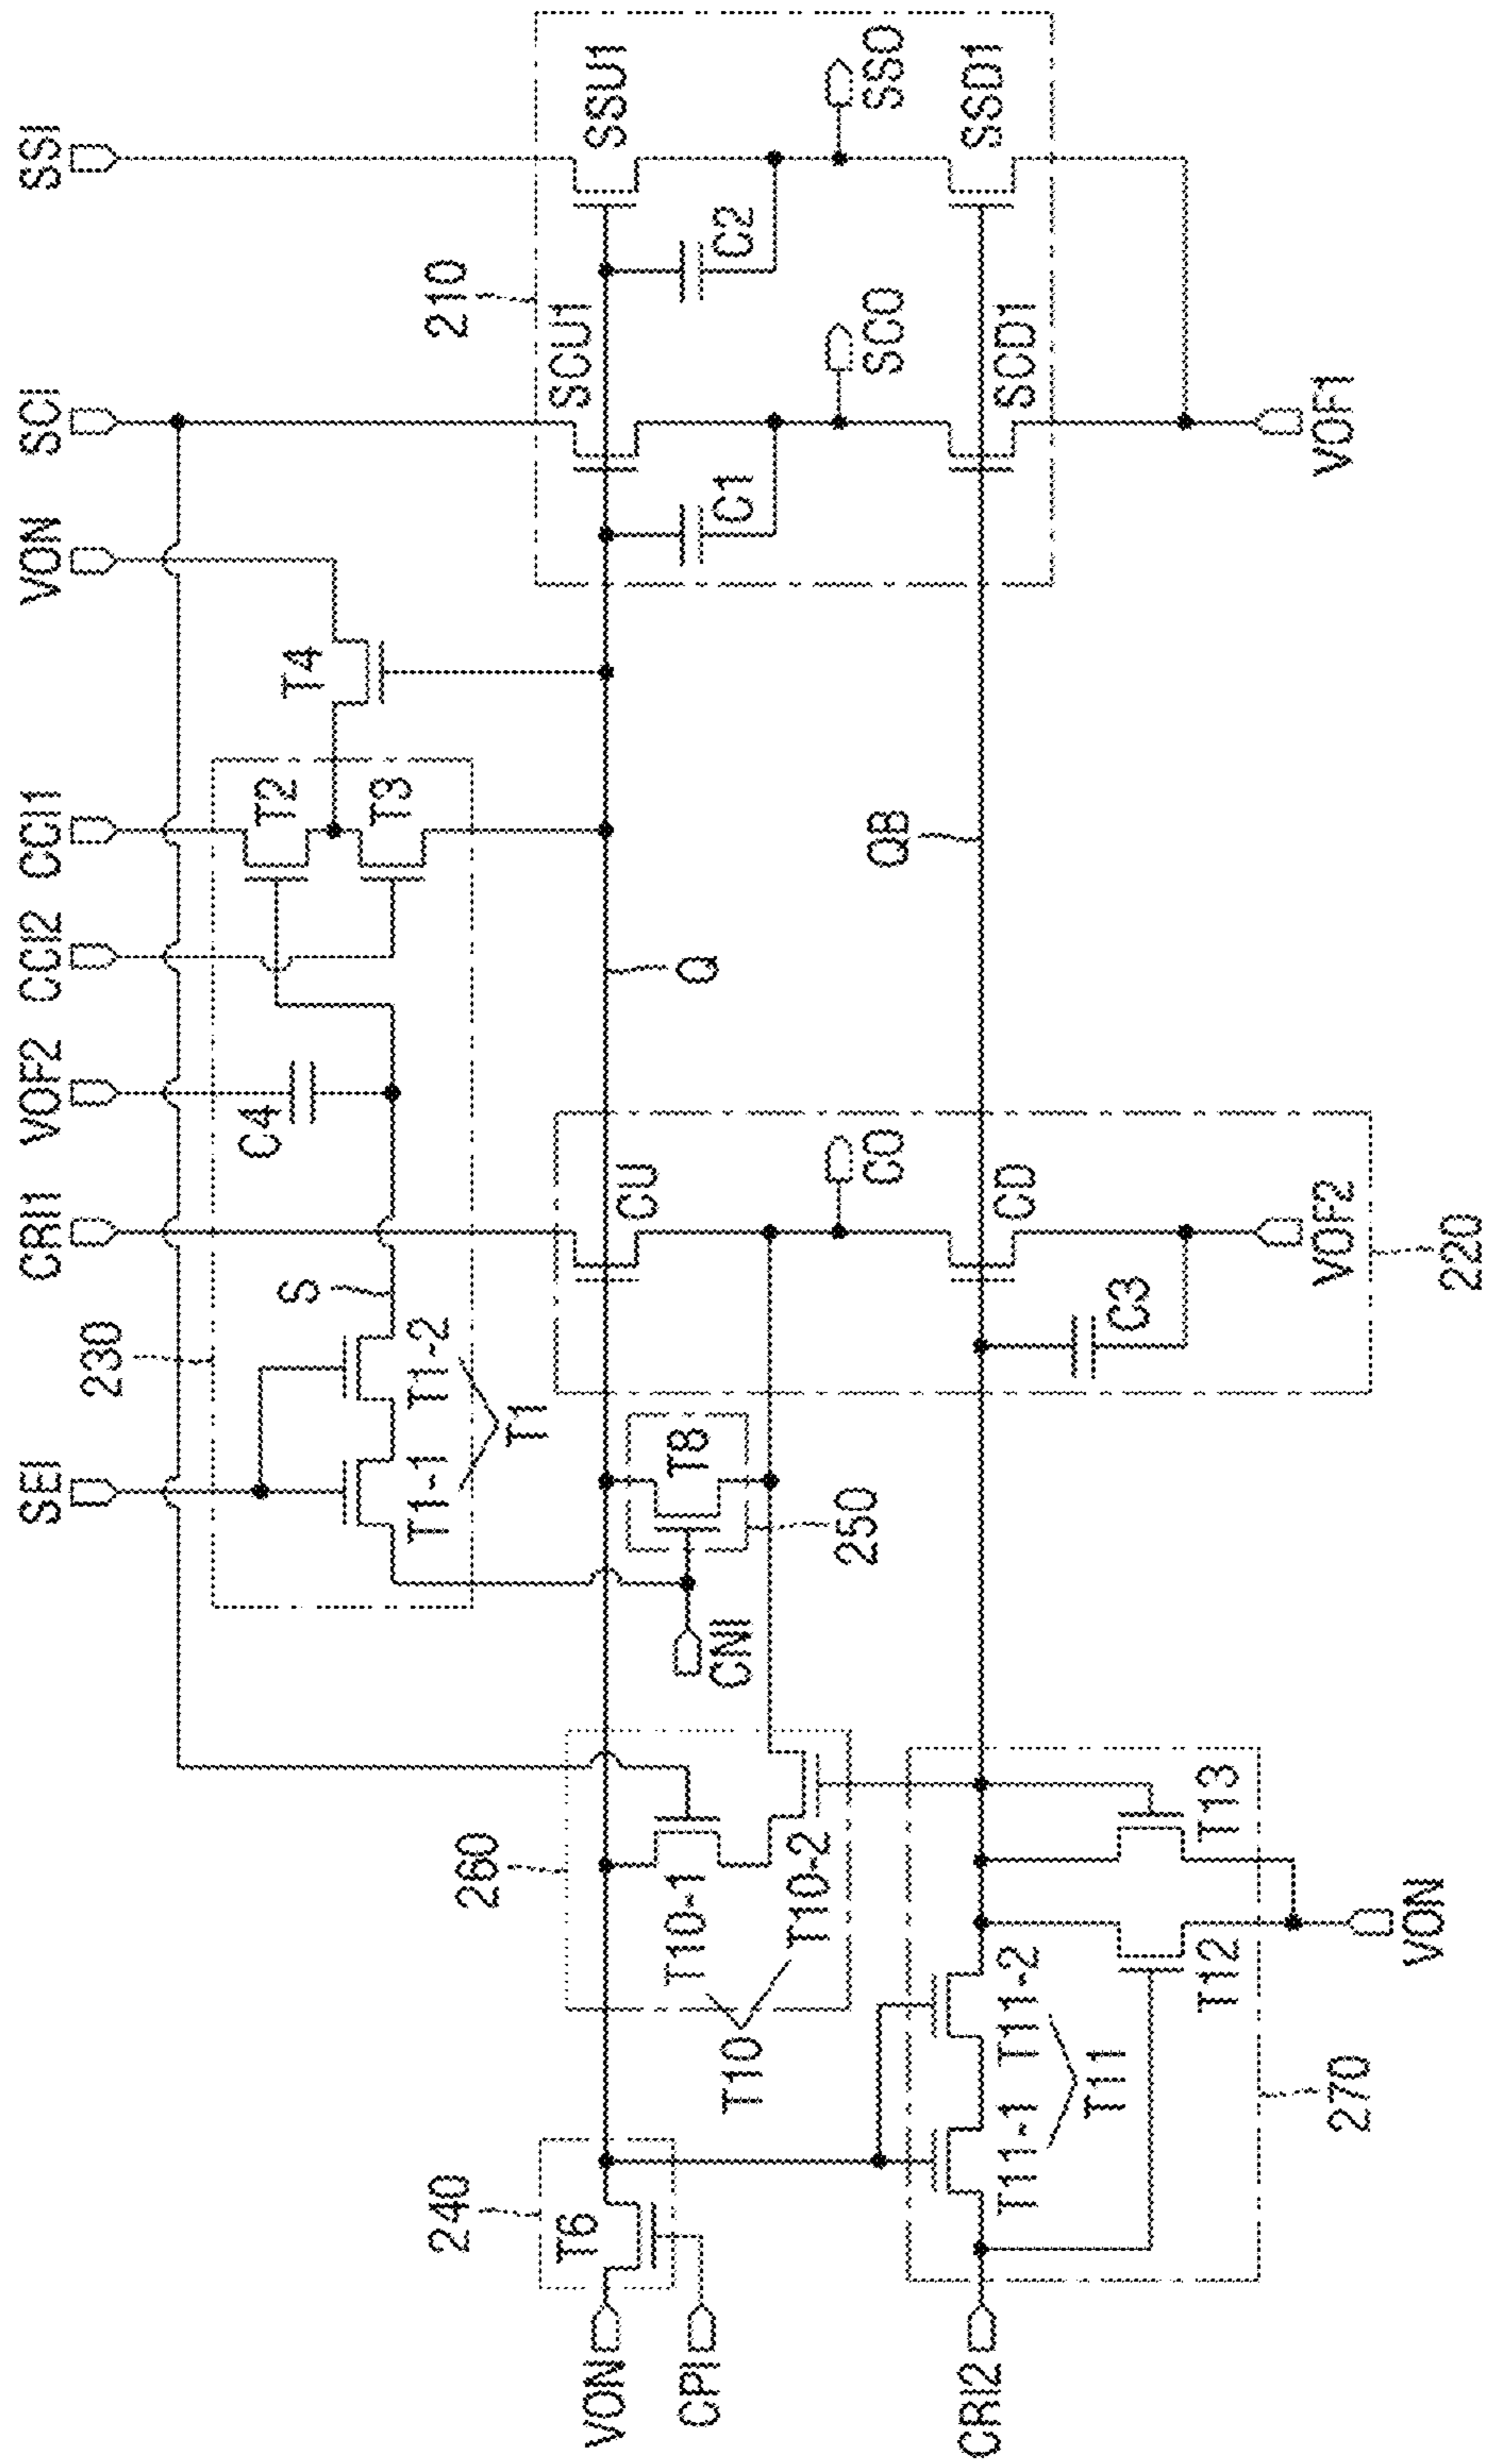 SEI
CRI1
VOF2
CCI2
CCI1
VON
SCI
SSI
230
S
C4
T2
T4
T1-1
T1-2
T3
T1
210
240
260
T6
VON
CPI
T10-1
T10-2
T10
CNI
T8
250
CU
Q
SCU1
SSU1
C1
C2
CO
SCO
SSO
QB
CRI2
T11-1
T11-2
T11
CD
SCD1
SSD1
C3
T12
T13
270
VON
VOF2
220
VOF1